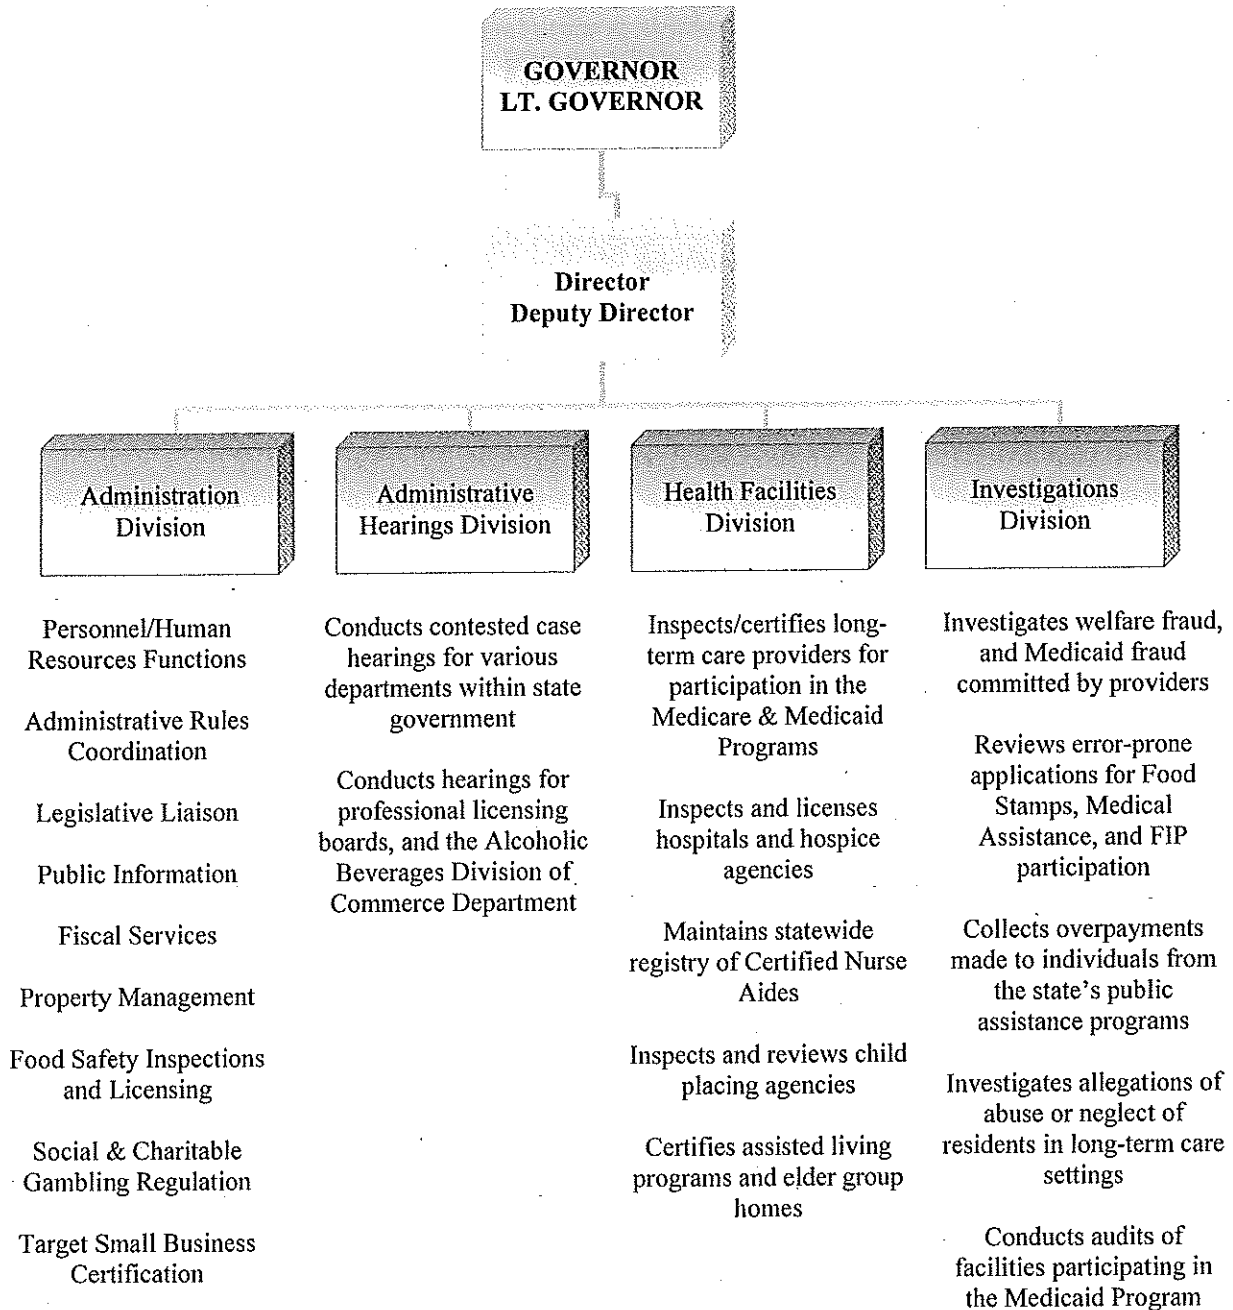 GOVERNOR
LT. GOVERNOR
Director
Deputy Director
Administration
Division
Personnel/Human
Resources Functions
Administrative Rules
Coordination
Legislative Liaison
Public Information
Fiscal Services
Property Management
Food Safety Inspections
and Licensing
Social & Charitable
Gambling Regulation
Target Small Business
Certification
Administrative
Hearings Division
Conducts contested case
hearings for various
departments within state
government
Conducts hearings for
professional licensing
boards, and the Alcoholic
Beverages Division of
Commerce Department
Health Facilities
Division
Inspects/certifies long-
term care providers for
participation in the
Medicare & Medicaid
Programs
Inspects and licenses
hospitals and hospice
agencies
Maintains statewide
registry of Certified Nurse
Aides
Inspects and reviews child
placing agencies
Certifies assisted living
programs and elder group
homes
Investigations
Division
Investigates welfare fraud,
and Medicaid fraud
committed by providers
Reviews error-prone
applications for Food
Stamps, Medical
Assistance, and FIP
participation
Collects overpayments
made to individuals from
the state's public
assistance programs
Investigates allegations of
abuse or neglect of
residents in long-term care
settings
Conducts audits of
facilities participating in
the Medicaid Program